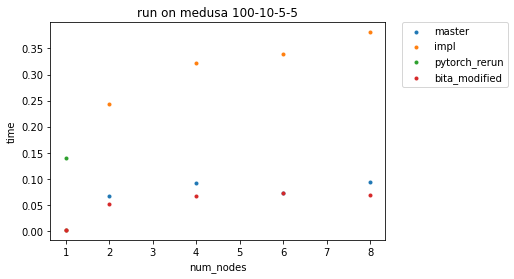 run on medusa 100-10-5-5
master
impl
pytorch_rerun
bita_modified
time
0.35
0.30
0.25
0.20
0.15
0.10
0.05
0.00
1 2 3 4 5 6 7 8
num_nodes